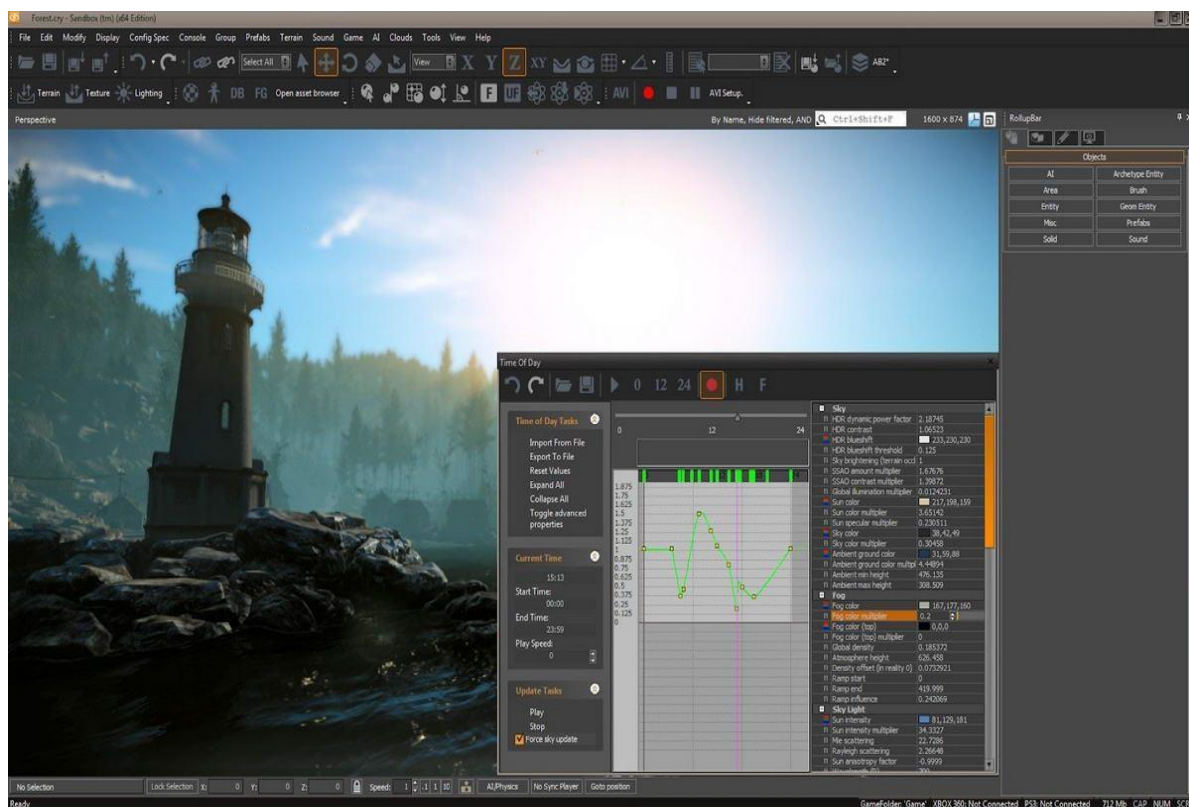 Forest.cry - Sandbox (tm) (x64 Edition)
File Edit Modify Display Config Spec Console Group Prefabs Terrain Sound Game AI Clouds Tools View Help
Select All View X Y Z XY AB2*
Terrain Texture Lighting DB FG Open asset browser F UF AVI AVI Setup.
Perspective By Name, Hide filtered, AND Ctrl+Shift+F 1600 x 874 RollupBar
Objects
AI Archetype Entity
Area Brush
Entity Geom Entity
Misc Prefabs
Solid Sound
Time Of Day
0 12 24 H F
Time of Day Tasks
Import From File
Export To File
Reset Values
Expand All
Collapse All
Toggle advanced
properties
Current Time
15:13
Start Time:
00:00
End Time:
23:59
Play Speed:
0
Update Tasks
Play
Stop
Force sky update
0 12 24
1.875
1.75
1.625
1.5
1.375
1.25
1.125
1
0.875
0.75
0.625
0.5
0.375
0.25
0.125
0
Sky
HDR dynamic power factor 2.18745
HDR contrast 1.06523
HDR blueshift 233,230,230
HDR blueshift threshold 0.125
Sky brightening (terrain occl 1
SSAO amount multiplier 1.67676
SSAO contrast multiplier 1.39872
Global illumination multiplier 0.0124231
Sun color 217,198,159
Sun color multiplier 3.65142
Sun specular multiplier 0.230511
Sky color 38,42,49
Sky color multiplier 0.30458
Ambient ground color 31,59,88
Ambient ground color multipl 4.44894
Ambient min height 476.135
Ambient max height 308.509
Fog
Fog color 167,177,160
Fog color multiplier 0.2
Fog color (top) 0,0,0
Fog color (top) multiplier 0
Global density 0.185372
Atmosphere height 626.458
Density offset (in reality 0) 0.0732921
Ramp start 0
Ramp end 419.999
Ramp influence 0.242069
Sky Light
Sun intensity 81,129,181
Sun intensity multiplier 34.3327
Mie scattering 22.7286
Rayleigh scattering 2.26648
Sun anisotropy factor -0.9999
No Selection Lock Selection X: 0 Y: 0 Z: 0 Speed: 1 .1 1 10 AI/Physics No Sync Player Goto position
Ready GameFolder: 'Game' XBOX 360: Not Connected PS3: Not Connected 712 Mb CAP NUM